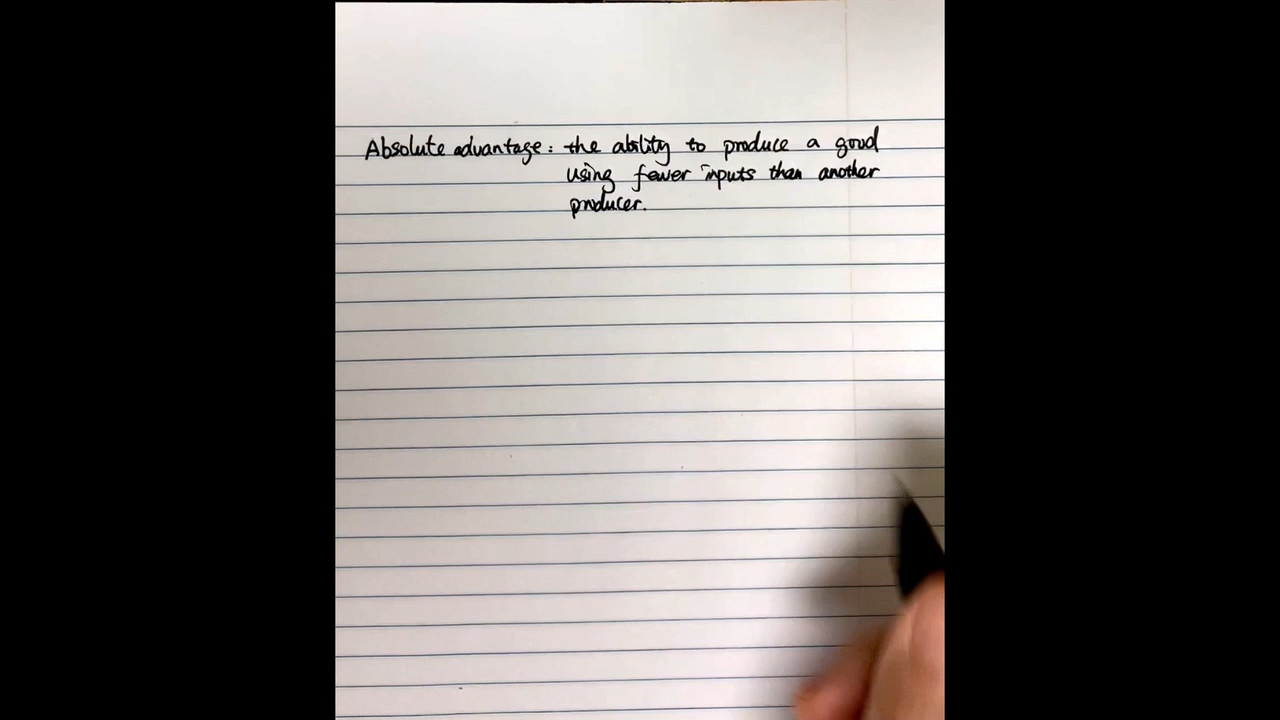 Absolute advantage: the ability to produce a good
using fewer inputs than another
producer.